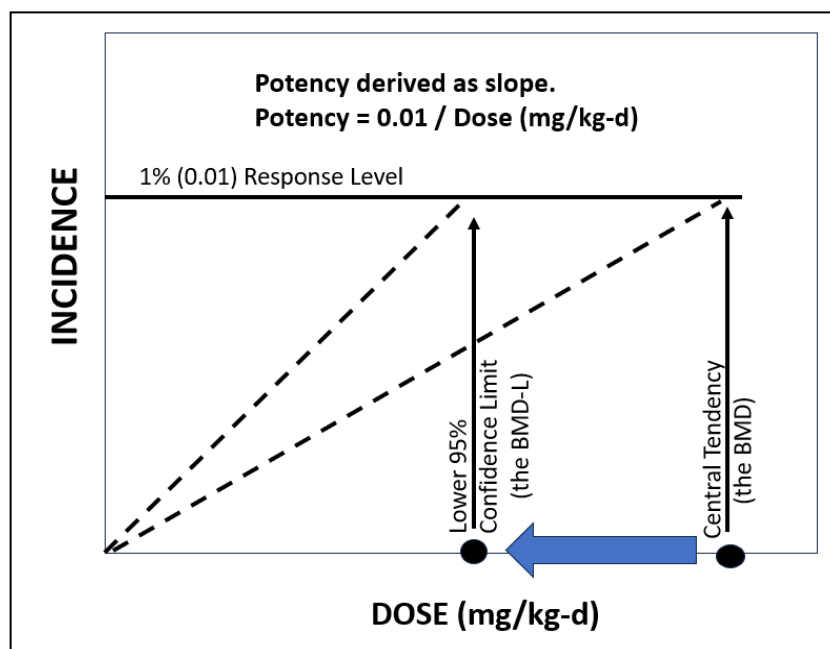 Potency derived as slope.
Potency = 0.01 / Dose (mg/kg-d)
1% (0.01) Response Level
INCIDENCE
Lower 95%
Confidence Limit
(the BMD-L)
Central Tendency
(the BMD)
DOSE (mg/kg-d)